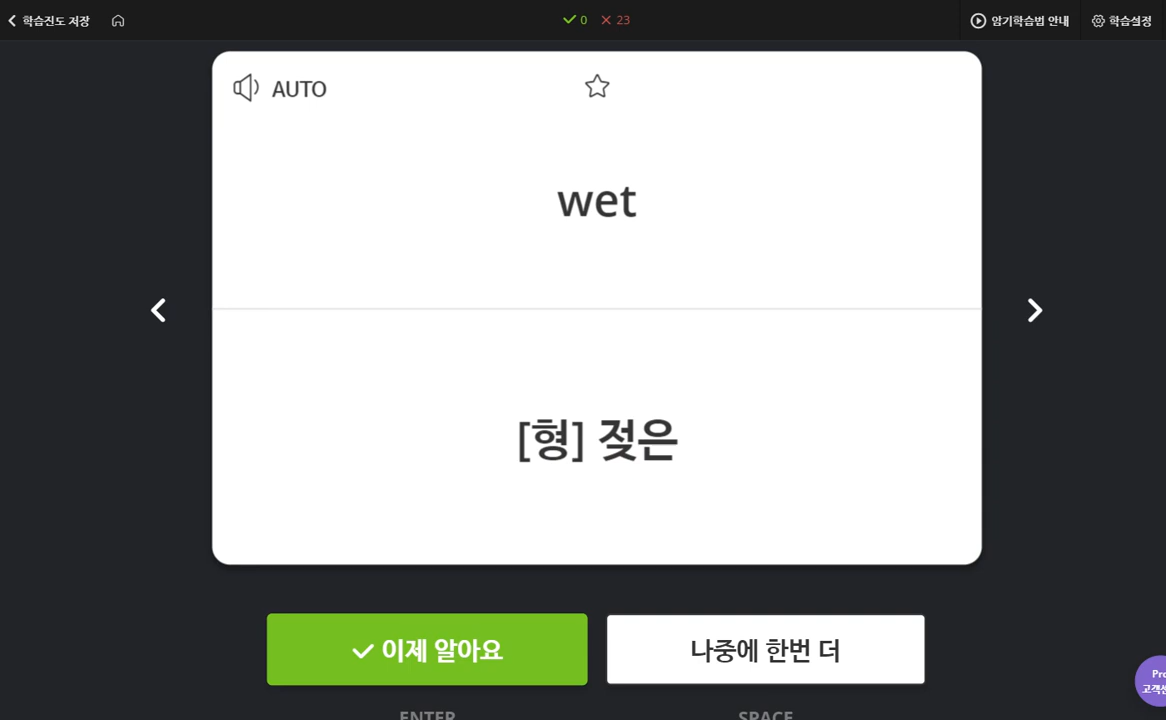 학습진도 저장
0 23
암기학습법 안내
학습설정
AUTO
wet
[형] 젖은
이제 알아요
나중에 한번 더
ENTER
SPACE